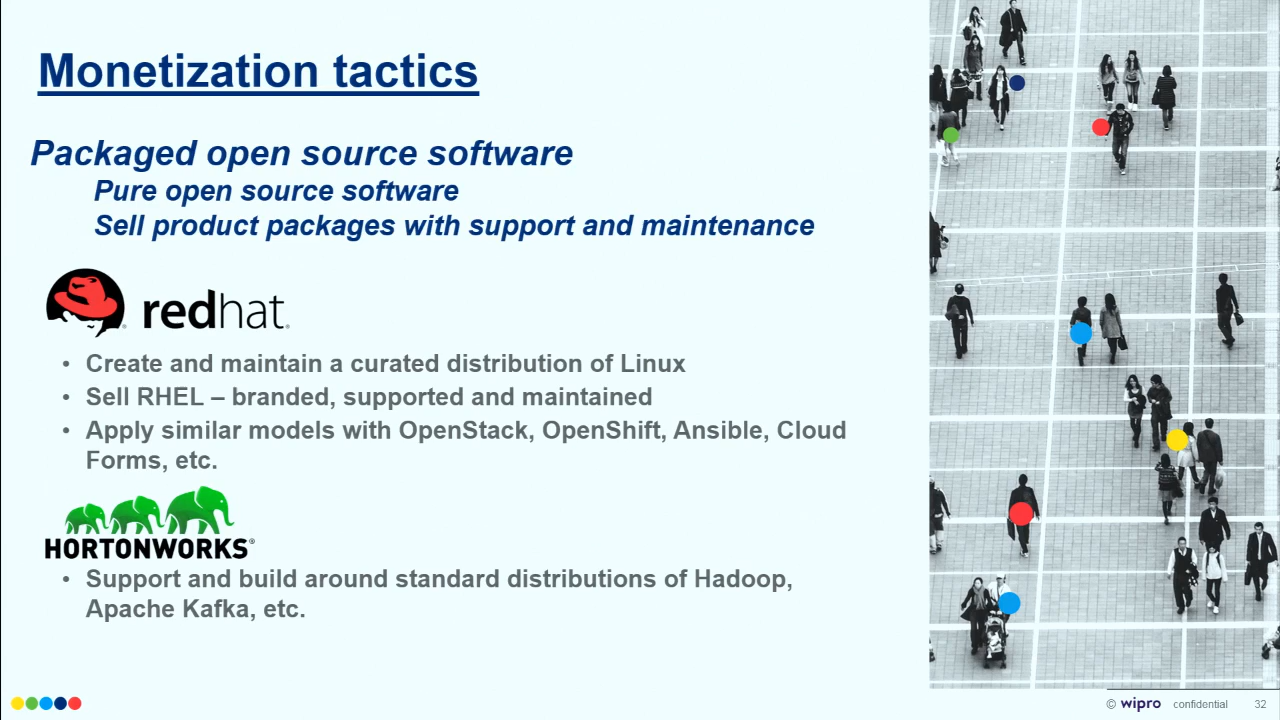 Monetization tactics
Packaged open source software
Pure open source software
Sell product packages with support and maintenance
redhat®
• Create and maintain a curated distribution of Linux
• Sell RHEL – branded, supported and maintained
• Apply similar models with OpenStack, OpenShift, Ansible, Cloud
Forms, etc.
HORTONWORKS®
• Support and build around standard distributions of Hadoop,
Apache Kafka, etc.
© wipro confidential 32